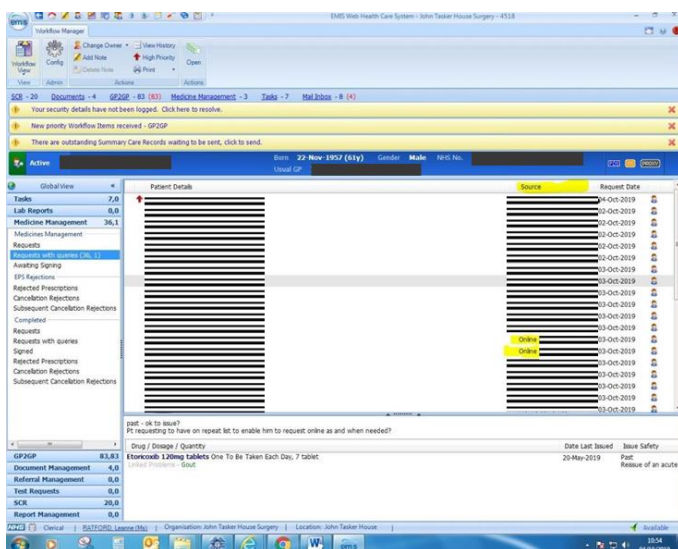 emis
EMIS Web Health Care System - John Tasker House Surgery - 4518
Workflow Manager
Workflow View
Config
Change Owner
Add Note
Delete Note
View History
High Priority
Print
Open
View
Admin
Actions
Actions
SCR - 20 Documents - 4 GP2GP - 83 (83) Medicine Management - 3 Tasks - 7 Mail Inbox - 8 (4)
Your security details have not been logged. Click here to resolve.
New priority Workflow Items received - GP2GP
There are outstanding Summary Care Records waiting to be sent, click to send.
Active
Born 22-Nov-1957 (61y) Gender Male NHS No.
Usual GP
Global View
Patient Details Source Request Date
Tasks 7,0
Lab Reports 0,0
Medicine Management 36,1
Medicines Management
Requests
Requests with queries (36, 1)
Awaiting Signing
EPS Rejections
Rejected Prescriptions
Cancellation Rejections
Subsequent Cancellation Rejections
Completed
Requests
Requests with queries
Signed
Rejected Prescriptions
Cancellation Rejections
Subsequent Cancellation Rejections
04-Oct-2019
02-Oct-2019
02-Oct-2019
02-Oct-2019
02-Oct-2019
02-Oct-2019
03-Oct-2019
03-Oct-2019
03-Oct-2019
03-Oct-2019
03-Oct-2019
03-Oct-2019
Online 03-Oct-2019
Online 03-Oct-2019
03-Oct-2019
03-Oct-2019
03-Oct-2019
03-Oct-2019
03-Oct-2019
past - ok to issue?
Pt requesting to have on repeat list to enable him to request online as and when needed?
Drug / Dosage / Quantity Date Last Issued Issue Safety
Etoricoxib 120mg tablets One To Be Taken Each Day, 7 tablet 20-May-2019 Past
Linked Problems - Gout Reissue of an acute
GP2GP 83,83
Document Management 4,0
Referral Management 0,0
Test Requests 0,0
SCR 20,0
Report Management 0,0
Clerical RATFORD, Leanne (Ms) Organisation: John Tasker House Surgery Location: John Tasker House Available
10:54